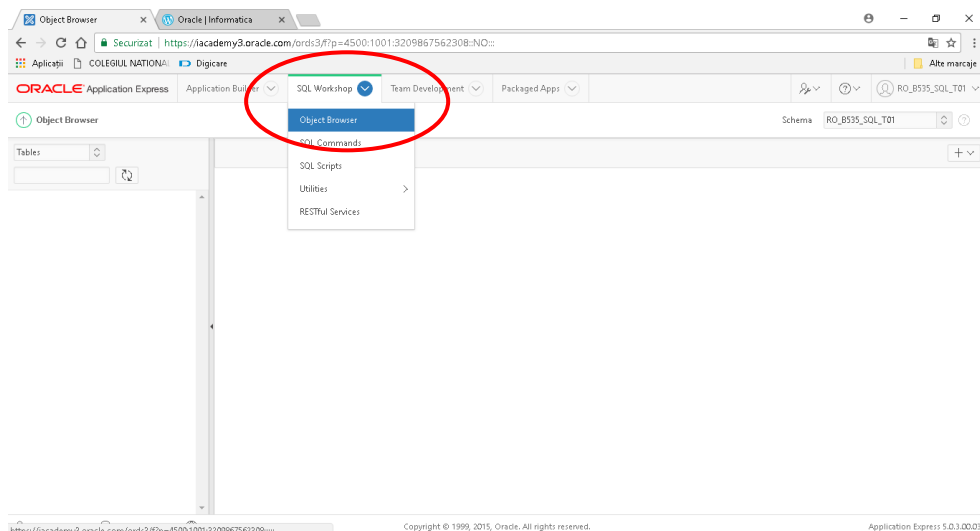 Object Browser × Oracle | Informatica ×
Securizat | https://iacademy3.oracle.com/ords3/f?p=4500:1001:3209867562308::NO:::
Aplicații COLEGIUL NATIONAL Digicare Alte marcaje
ORACLE Application Express Application Builder SQL Workshop Team Development Packaged Apps RO_B535_SQL_T01
Object Browser Object Browser Schema RO_B535_SQL_T01
Tables SQL Commands
SQL Scripts
Utilities
RESTful Services
Copyright © 1999, 2015, Oracle. All rights reserved. Application Express 5.0.3.00.03